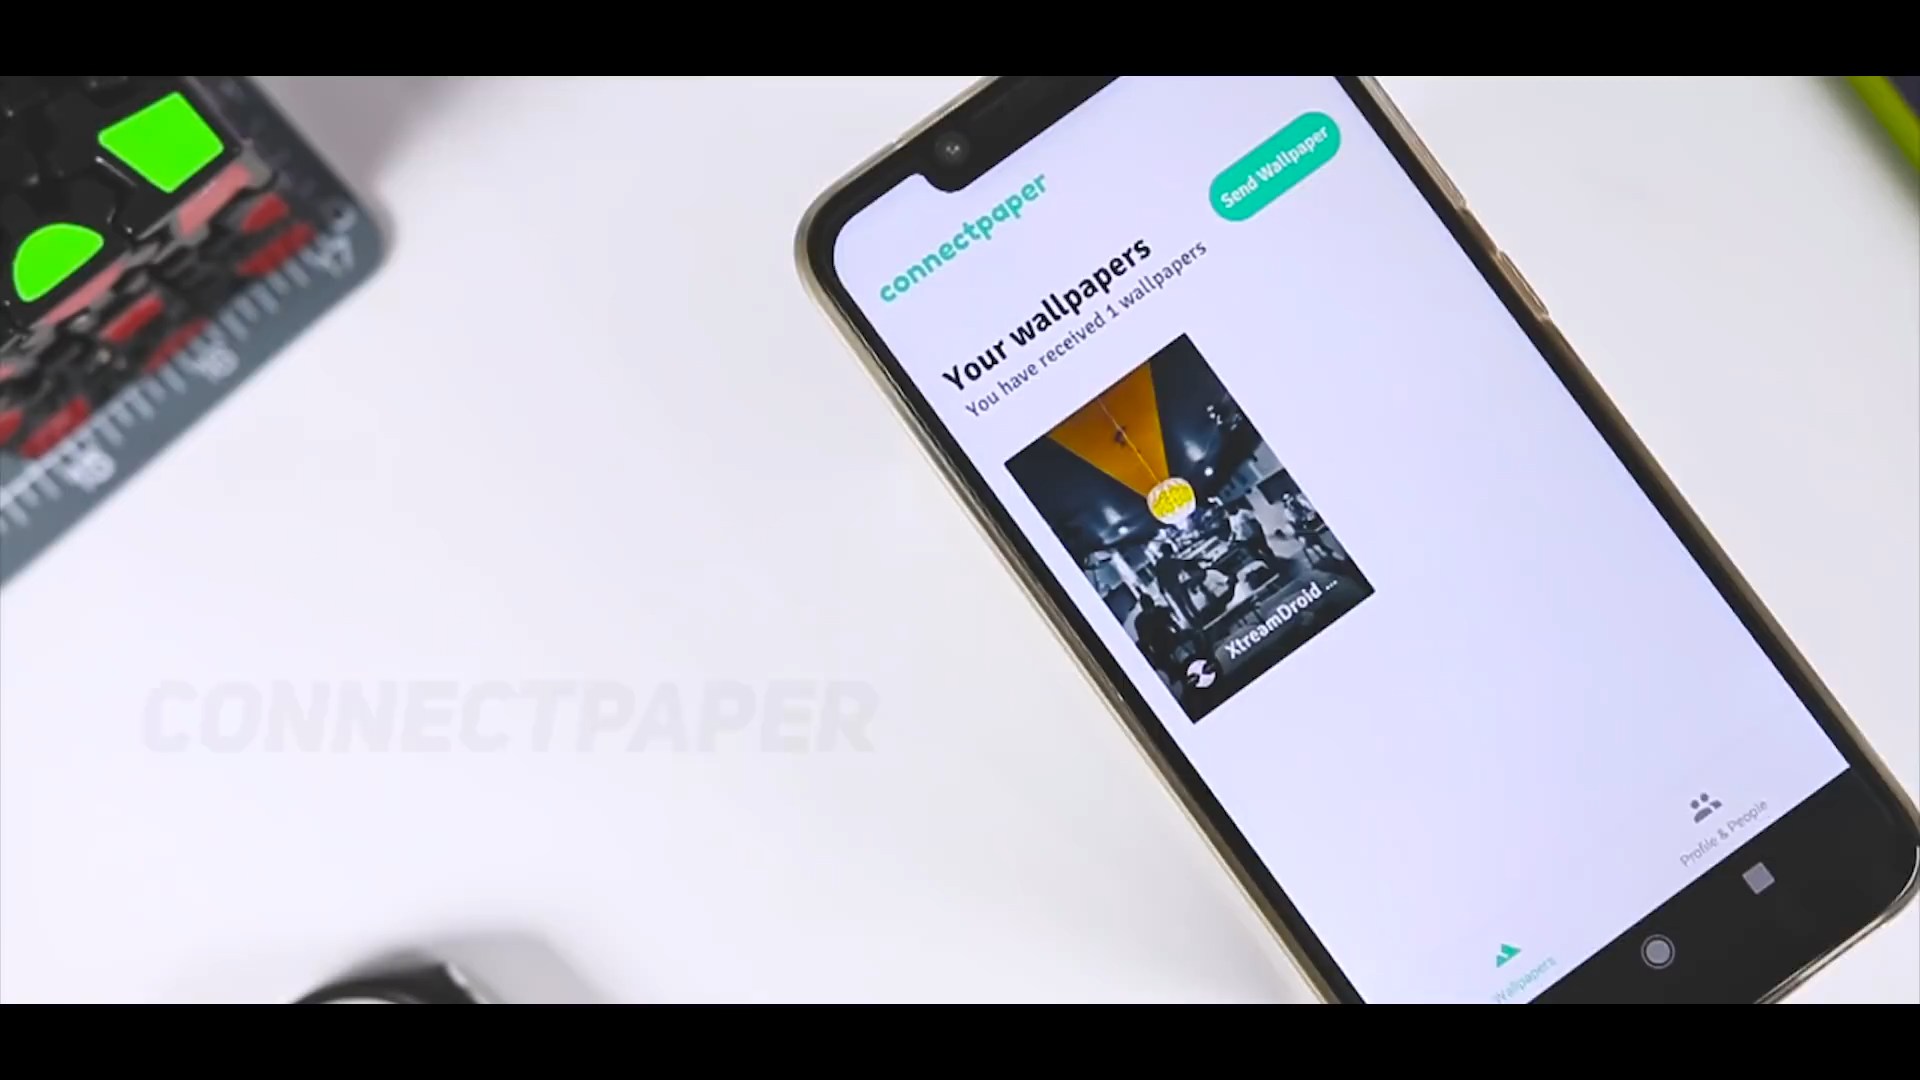 connectpaper
Send Wallpaper
Your wallpapers
You have received 1 wallpapers
XtreamDroid ...
CONNECTPAPER
Profile & People
Wallpapers